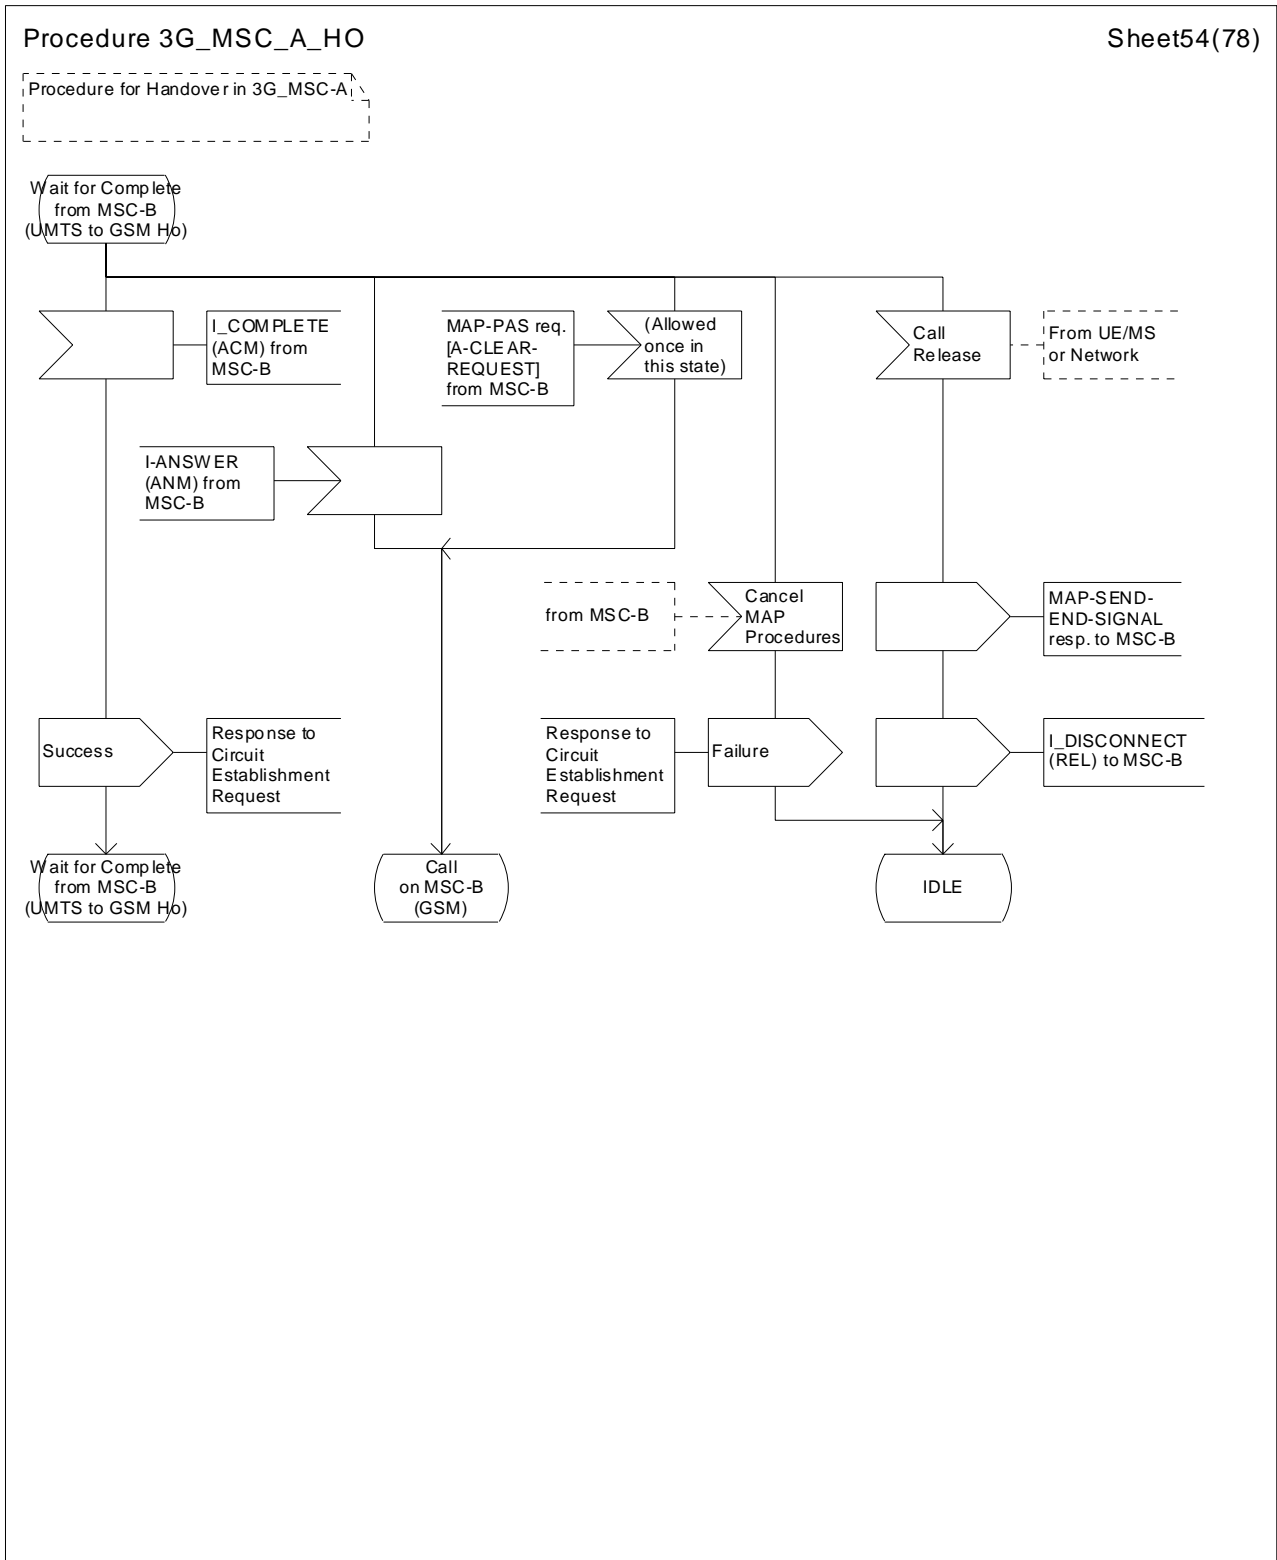 Procedure 3G_MSC_A_HO
Sheet54(78)
Procedure for Handover in 3G_MSC-A
Wait for Complete
from MSC-B
(UMTS to GSM Ho)
I_COMPLETE
(ACM) from
MSC-B
MAP-PAS req.
[A-CLEAR-
REQUEST]
from MSC-B
(Allowed
once in
this state)
Call
Release
From UE/MS
or Network
I-ANSWER
(ANM) from
MSC-B
from MSC-B
Cancel
MAP
Procedures
MAP-SEND-
END-SIGNAL
resp. to MSC-B
Success
Response to
Circuit
Establishment
Request
Response to
Circuit
Establishment
Request
Failure
I_DISCONNECT
(REL) to MSC-B
Wait for Complete
from MSC-B
(UMTS to GSM Ho)
Call
on MSC-B
(GSM)
IDLE